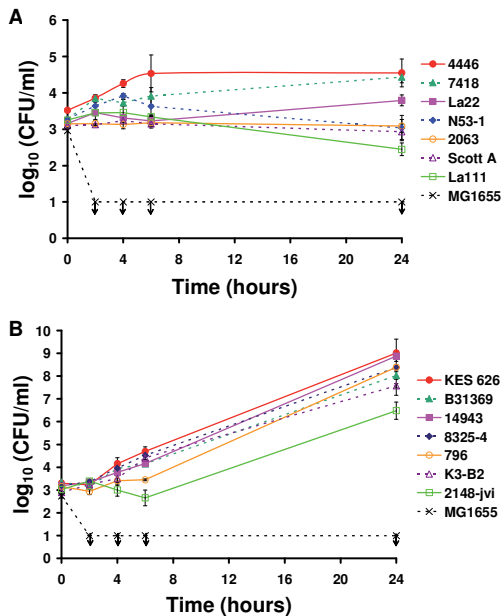 A
log10 (CFU/ml)
6
5
4
3
2
1
0
0 4 8 12 16 20 24
Time (hours)
4446
7418
La22
N53-1
2063
Scott A
La111
MG1655
B
log10 (CFU/ml)
10
9
8
7
6
5
4
3
2
1
0
0 4 8 12 16 20 24
Time (hours)
KES 626
B31369
14943
8325-4
796
K3-B2
2148-jvi
MG1655